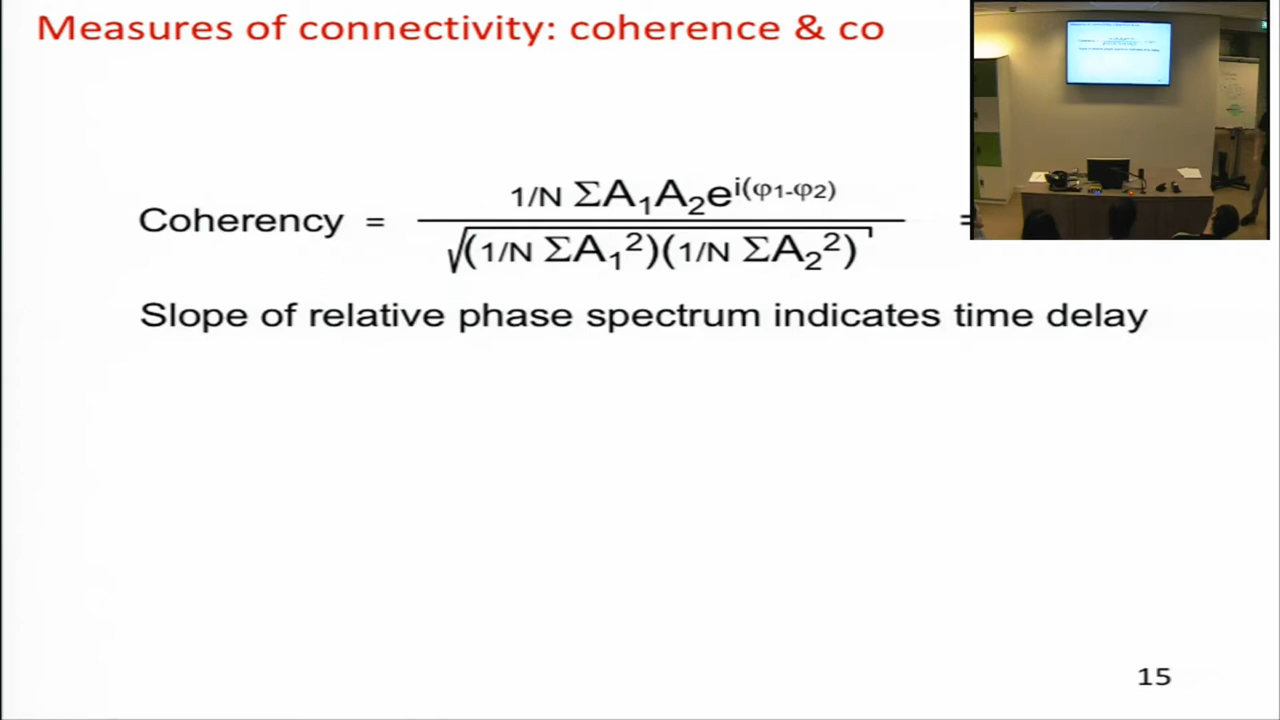 Measures of connectivity: coherence & co
1/N ΣA₁A₂e^i(φ1-φ2)
Coherency = =
√(1/N ΣA₁²)(1/N ΣA₂²)
Slope of relative phase spectrum indicates time delay
15